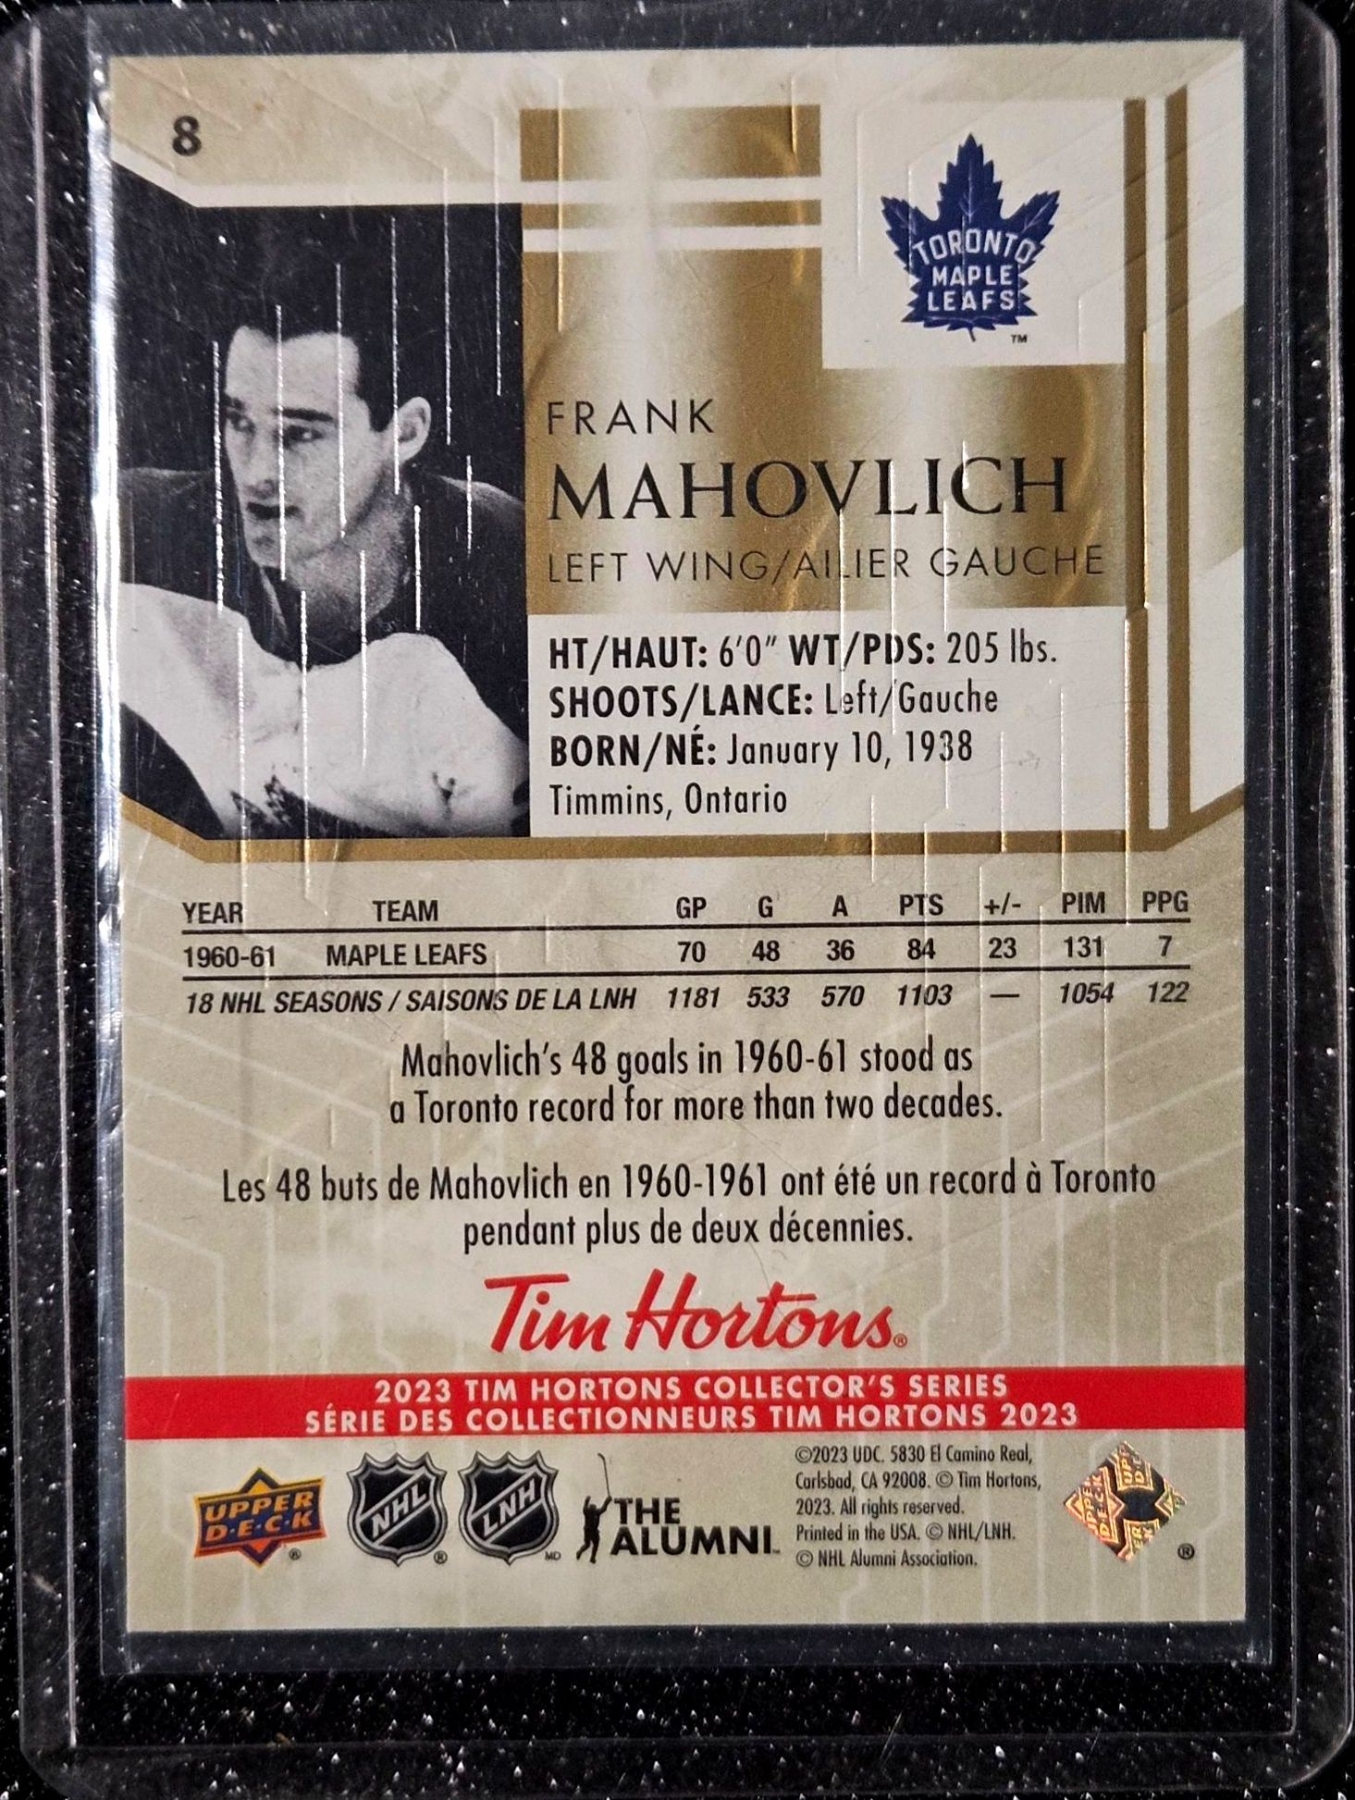 8
TORONTO
MAPLE
LEAFS
TM
FRANK
MAHOVLICH
LEFT WING/AILIER GAUCHE
HT/HAUT: 6'0" WT/PDS: 205 lbs.
SHOOTS/LANCE: Left/Gauche
BORN/NÉ: January 10, 1938
Timmins, Ontario
YEAR TEAM GP G A PTS +/- PIM PPG
1960-61 MAPLE LEAFS 70 48 36 84 23 131 7
18 NHL SEASONS / SAISONS DE LA LNH 1181 533 570 1103 — 1054 122
Mahovlich's 48 goals in 1960-61 stood as
a Toronto record for more than two decades.
Les 48 buts de Mahovlich en 1960-1961 ont été un record à Toronto
pendant plus de deux décennies.
Tim Hortons®
2023 TIM HORTONS COLLECTOR'S SERIES
SÉRIE DES COLLECTIONNEURS TIM HORTONS 2023
UPPER
D·E·C·K ®
NHL ®
LNH MD
THE
ALUMNI™
©2023 UDC. 5830 El Camino Real,
Carlsbad, CA 92008. © Tim Hortons,
2023. All rights reserved.
Printed in the USA. © NHL/LNH.
© NHL Alumni Association.
®